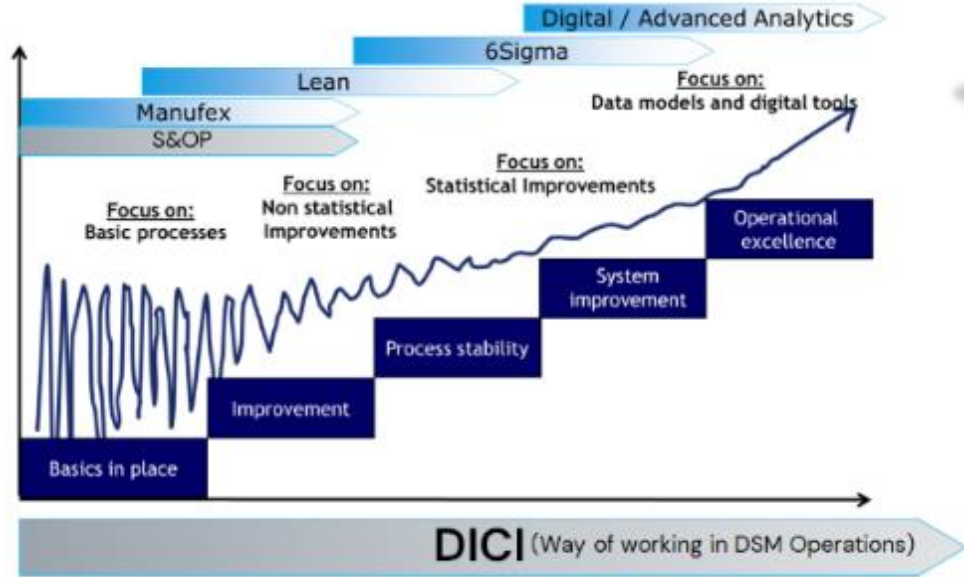 Digital / Advanced Analytics
6Sigma
Lean
Manufex
S&OP
Focus on:
Data models and digital tools
Focus on:
Statistical Improvements
Focus on:
Non statistical
Improvements
Focus on:
Basic processes
Operational
excellence
System
improvement
Process stability
Improvement
Basics in place
DICI (Way of working in DSM Operations)